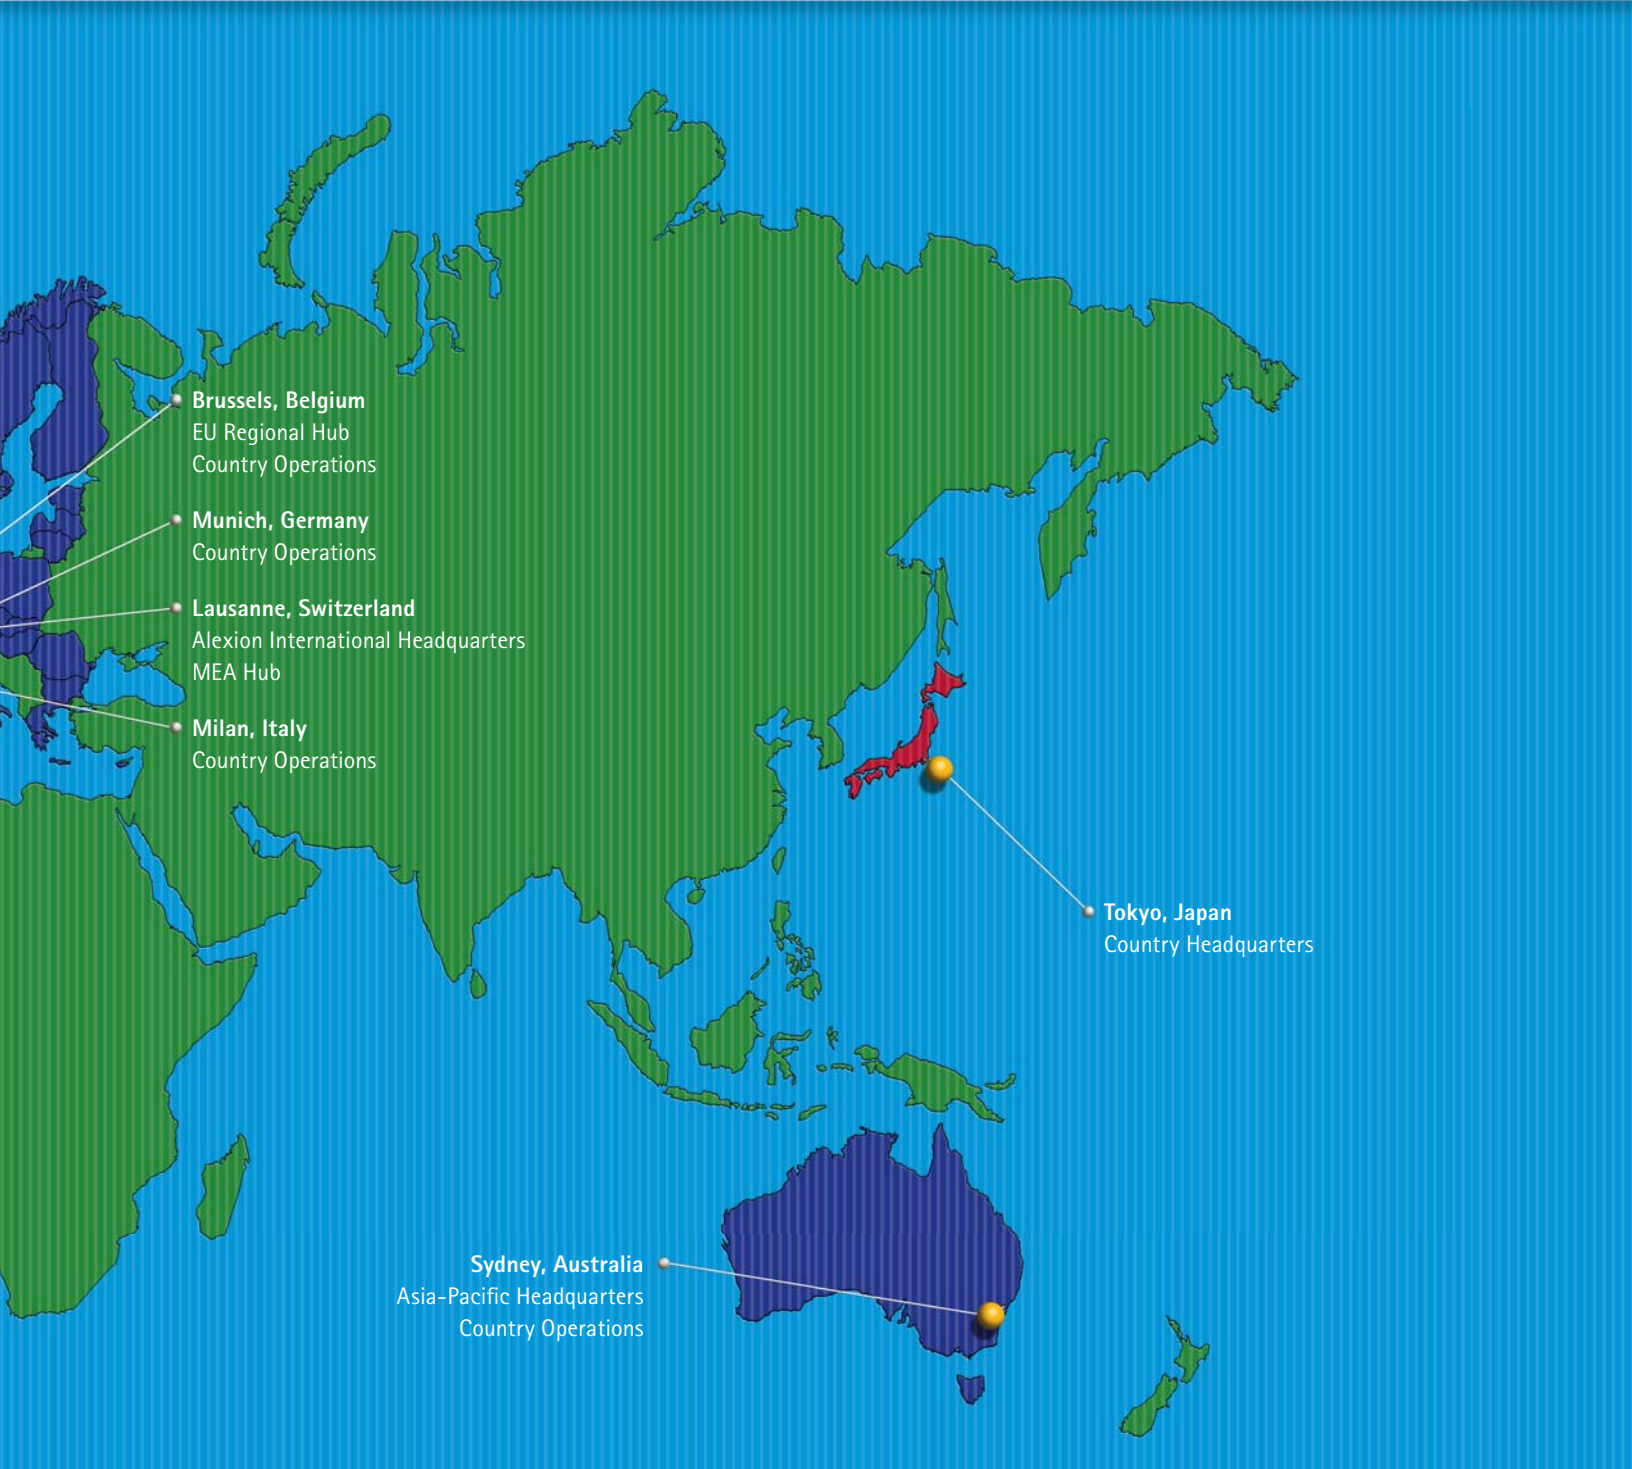 Brussels, Belgium
EU Regional Hub
Country Operations
Munich, Germany
Country Operations
Lausanne, Switzerland
Alexion International Headquarters
MEA Hub
Milan, Italy
Country Operations
Tokyo, Japan
Country Headquarters
Sydney, Australia
Asia-Pacific Headquarters
Country Operations